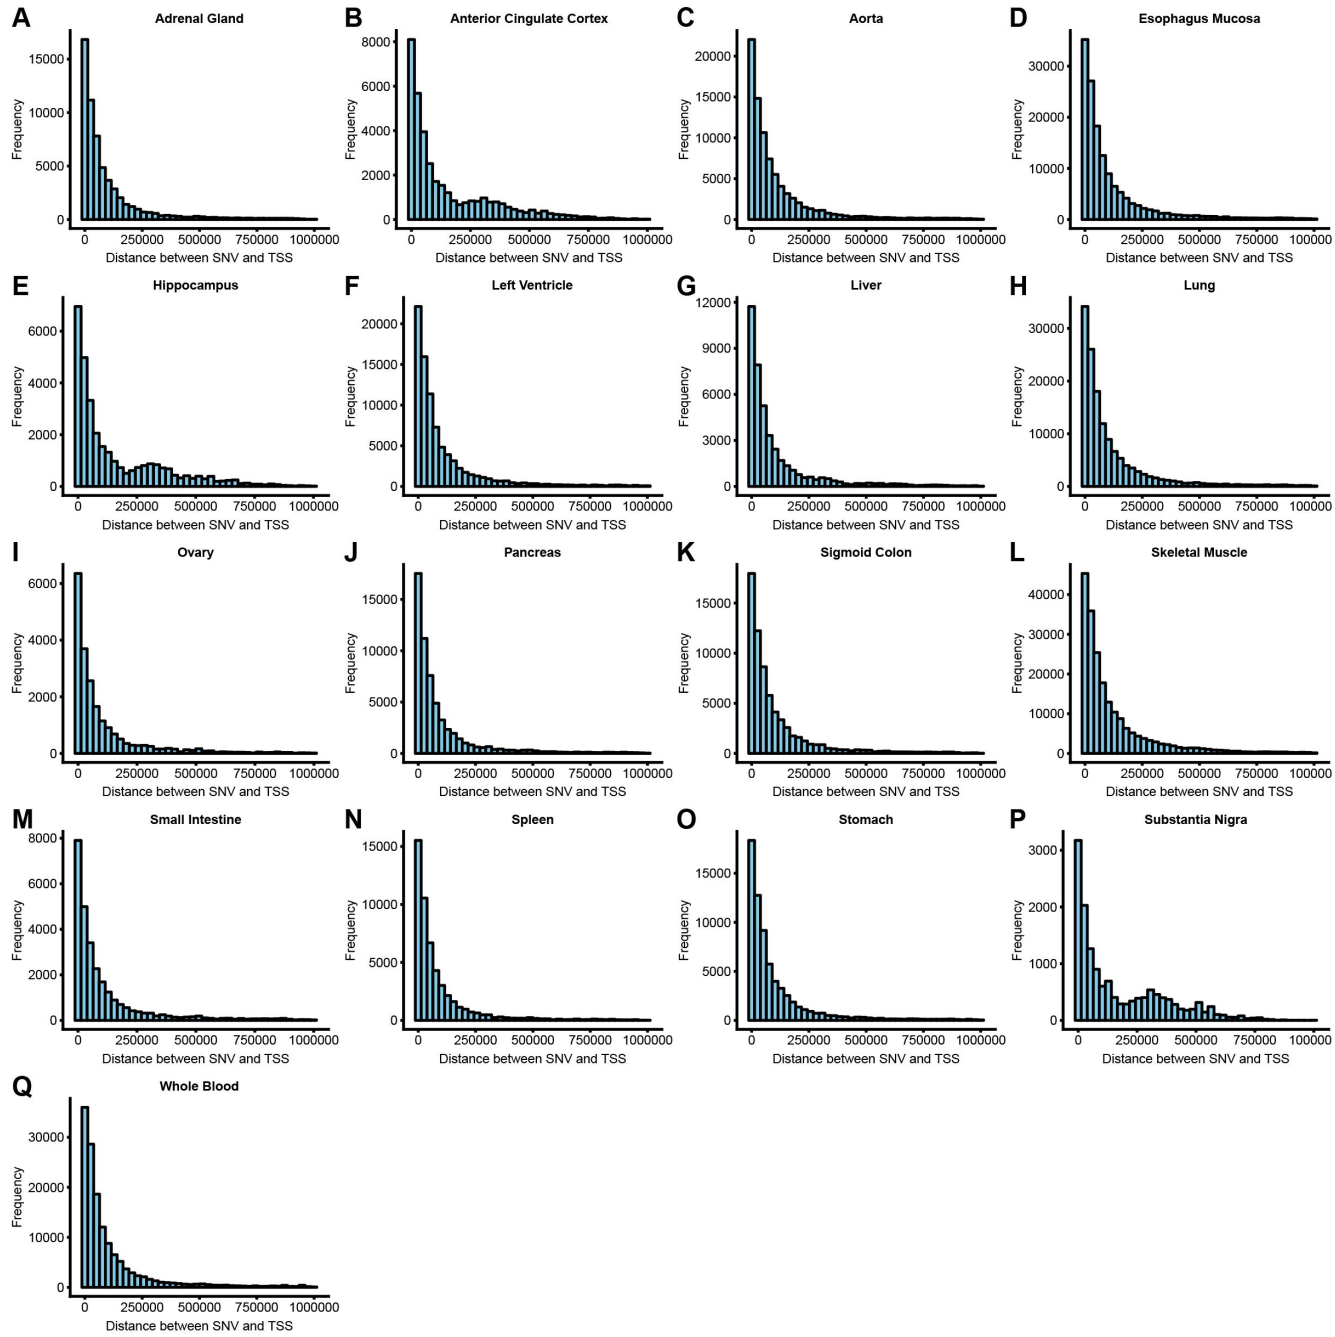 A Adrenal Gland
Frequency
15000
10000
5000
0
0 250000 500000 750000 1000000
Distance between SNV and TSS
B Anterior Cingulate Cortex
Frequency
8000
6000
4000
2000
0
0 250000 500000 750000 1000000
Distance between SNV and TSS
C Aorta
Frequency
20000
15000
10000
5000
0
0 250000 500000 750000 1000000
Distance between SNV and TSS
D Esophagus Mucosa
Frequency
30000
20000
10000
0
0 250000 500000 750000 100000
Distance between SNV and TSS
E Hippocampus
Frequency
6000
4000
2000
0
0 250000 500000 750000 1000000
Distance between SNV and TSS
F Left Ventricle
Frequency
20000
15000
10000
5000
0
0 250000 500000 750000 1000000
Distance between SNV and TSS
G Liver
Frequency
12000
9000
6000
3000
0
0 250000 500000 750000 1000000
Distance between SNV and TSS
H Lung
Frequency
30000
20000
10000
0
0 250000 500000 750000 100000
Distance between SNV and TSS
I Ovary
Frequency
6000
4000
2000
0
0 250000 500000 750000 1000000
Distance between SNV and TSS
J Pancreas
Frequency
15000
10000
5000
0
0 250000 500000 750000 1000000
Distance between SNV and TSS
K Sigmoid Colon
Frequency
15000
10000
5000
0
0 250000 500000 750000 1000000
Distance between SNV and TSS
L Skeletal Muscle
Frequency
40000
30000
20000
10000
0
0 250000 500000 750000 100000
Distance between SNV and TSS
M Small Intestine
Frequency
8000
6000
4000
2000
0
0 250000 500000 750000 1000000
Distance between SNV and TSS
N Spleen
Frequency
15000
10000
5000
0
0 250000 500000 750000 1000000
Distance between SNV and TSS
O Stomach
Frequency
15000
10000
5000
0
0 250000 500000 750000 1000000
Distance between SNV and TSS
P Substantia Nigra
Frequency
3000
2000
1000
0
0 250000 500000 750000 1000000
Distance between SNV and TSS
Q Whole Blood
Frequency
30000
20000
10000
0
0 250000 500000 750000 1000000
Distance between SNV and TSS